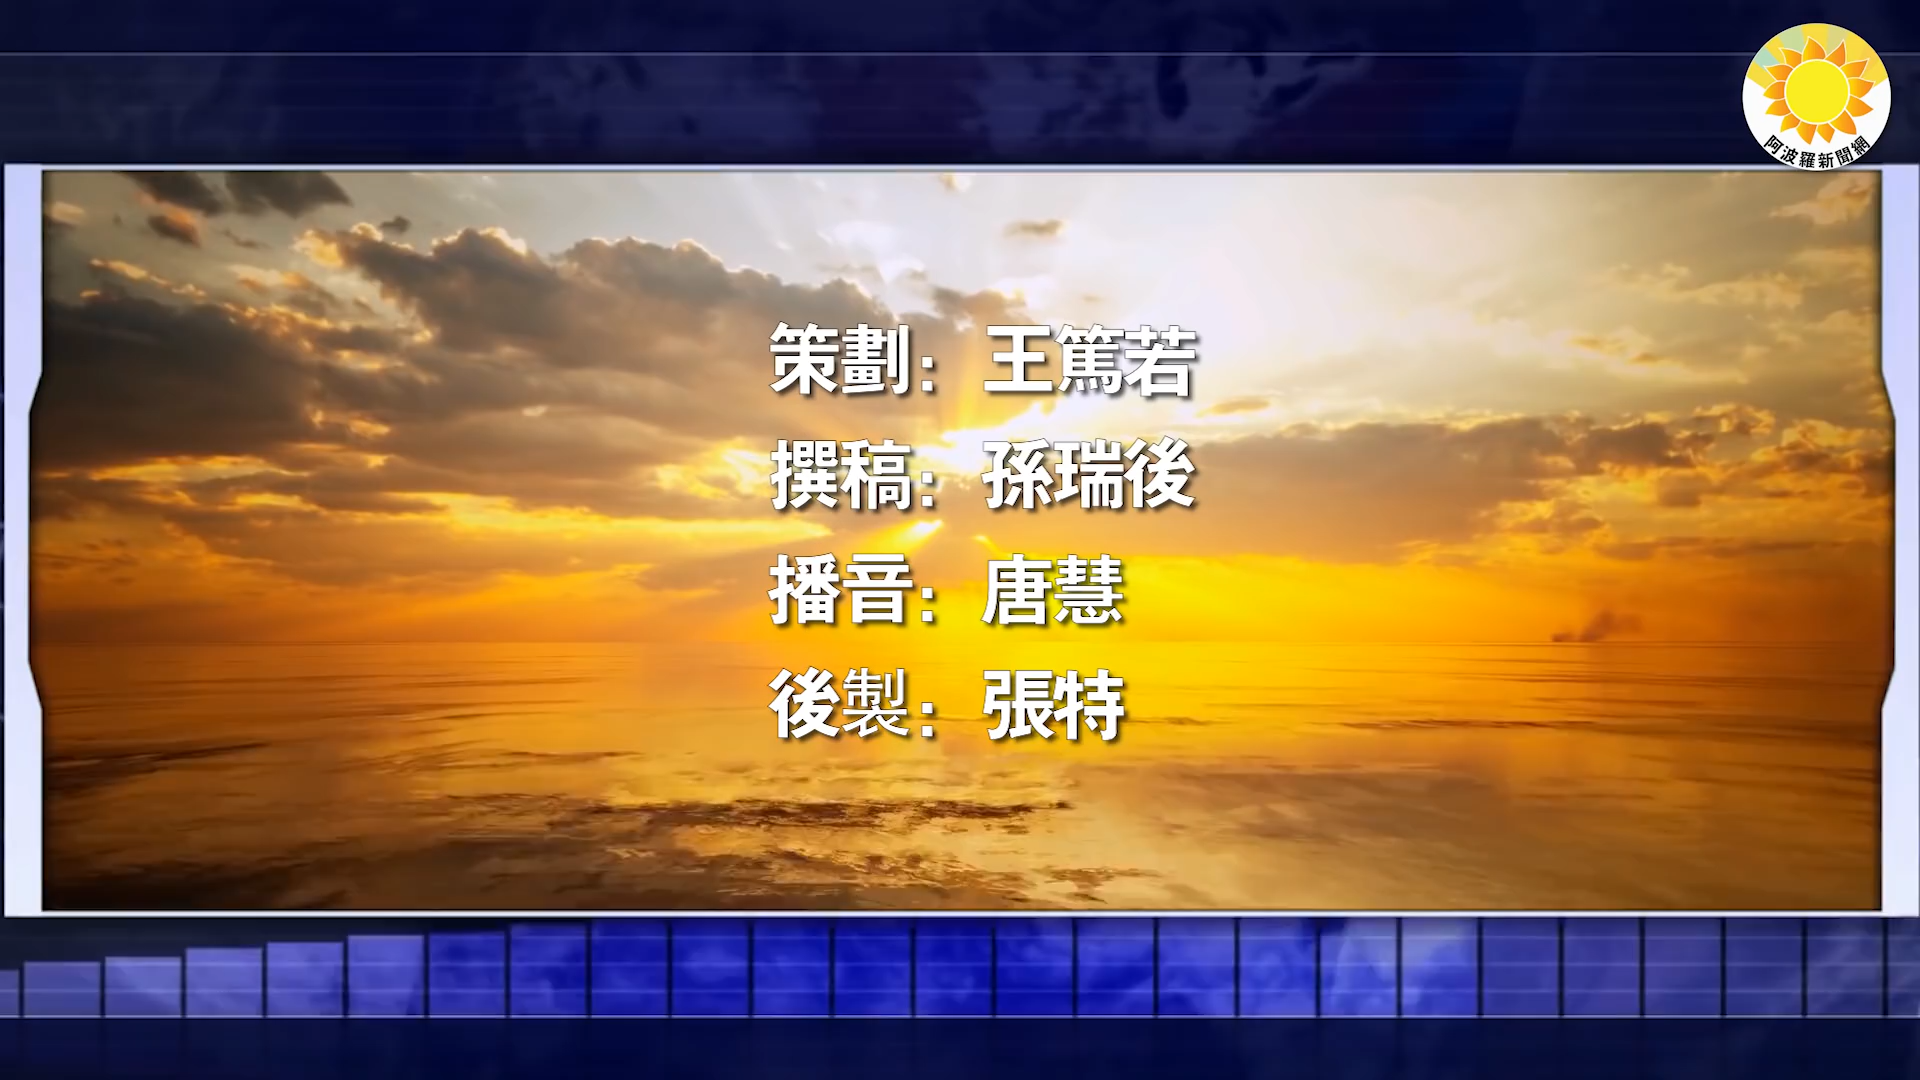 阿波羅新聞網
策劃：王篤若
撰稿：孫瑞後
播音：唐慧
後製：張特